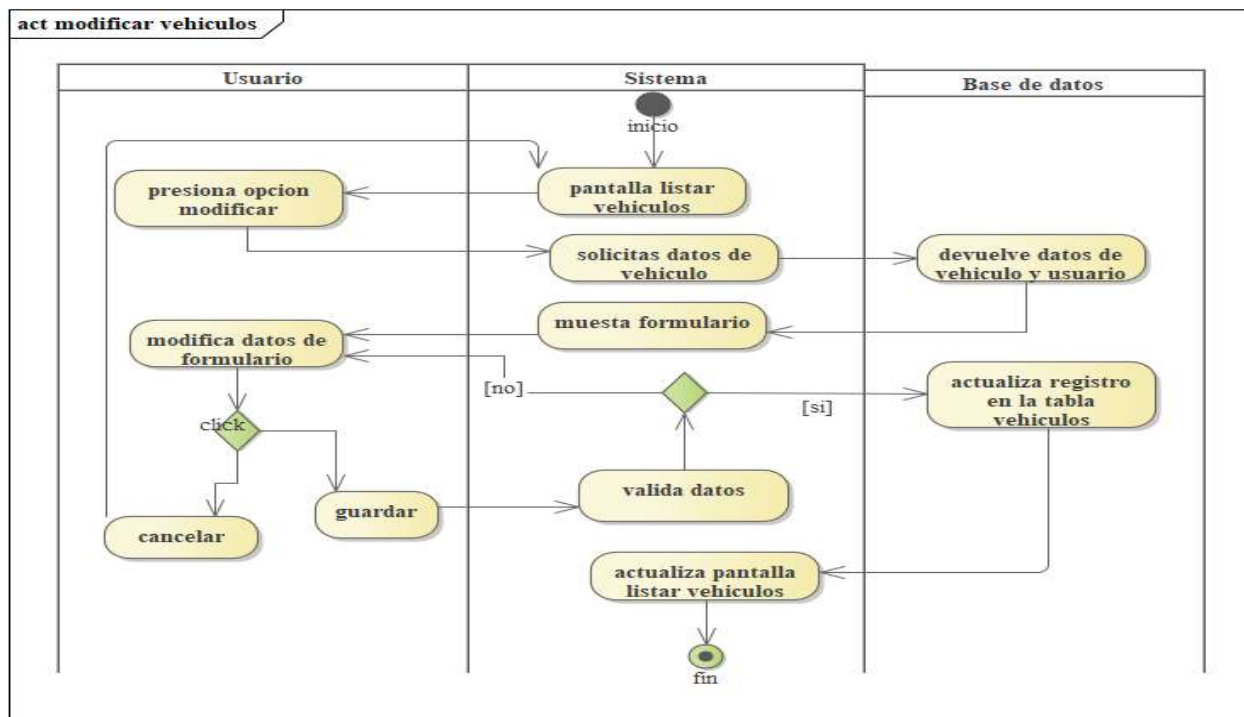 act modificar vehiculos
Usuario
Sistema
Base de datos
inicio
presiona opcion
modificar
pantalla listar
vehiculos
solicitas datos de
vehiculo
devuelve datos de
vehiculo y usuario
muesta formulario
modifica datos de
formulario
[no]
[si]
actualiza registro
en la tabla
vehiculos
click
valida datos
guardar
cancelar
actualiza pantalla
listar vehiculos
fin